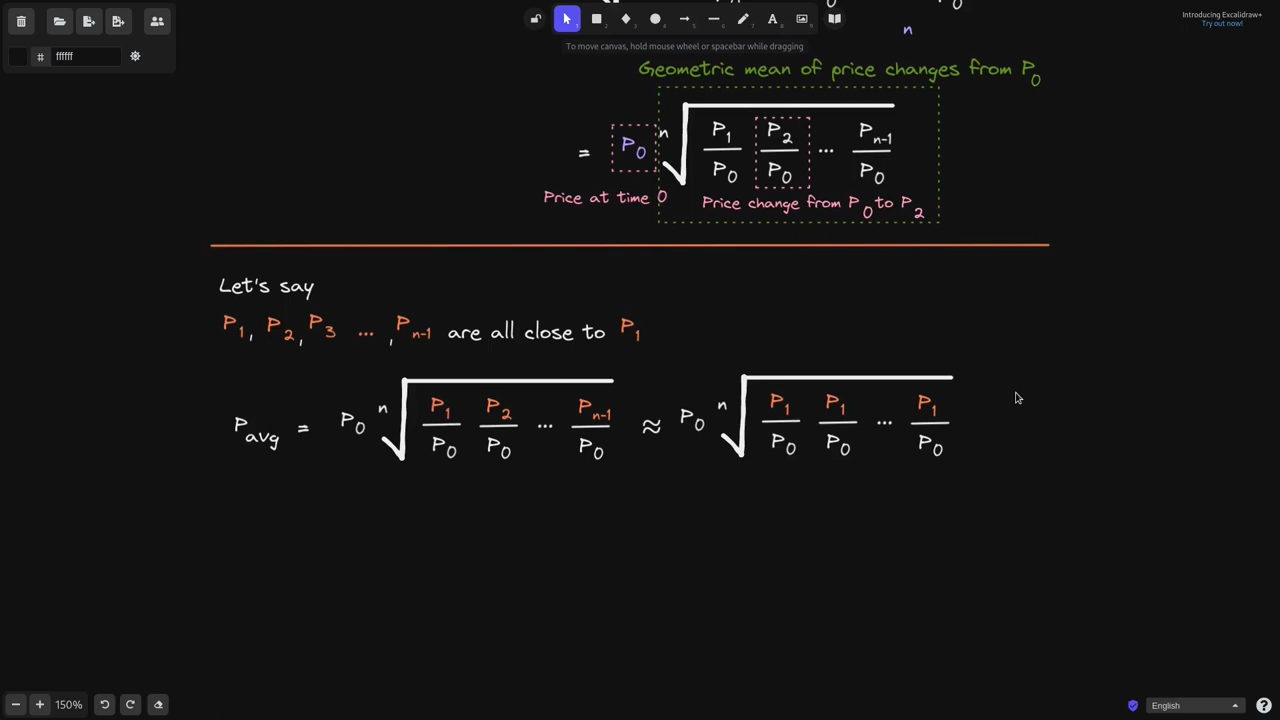 Introducing Excalidraw+
Try out now!
# ffffff
To move canvas, hold mouse wheel or spacebar while dragging
n
Geometric mean of price changes from P0
= P0 n√ P1/P0 P2/P0 ... Pn-1/P0
Price at time 0
Price change from P0 to P2
Let's say
P1, P2, P3 ... , Pn-1 are all close to P1
Pavg = P0 n√ P1/P0 P2/P0 ... Pn-1/P0 ≈ P0 n√ P1/P0 P1/P0 ... P1/P0
150%
English